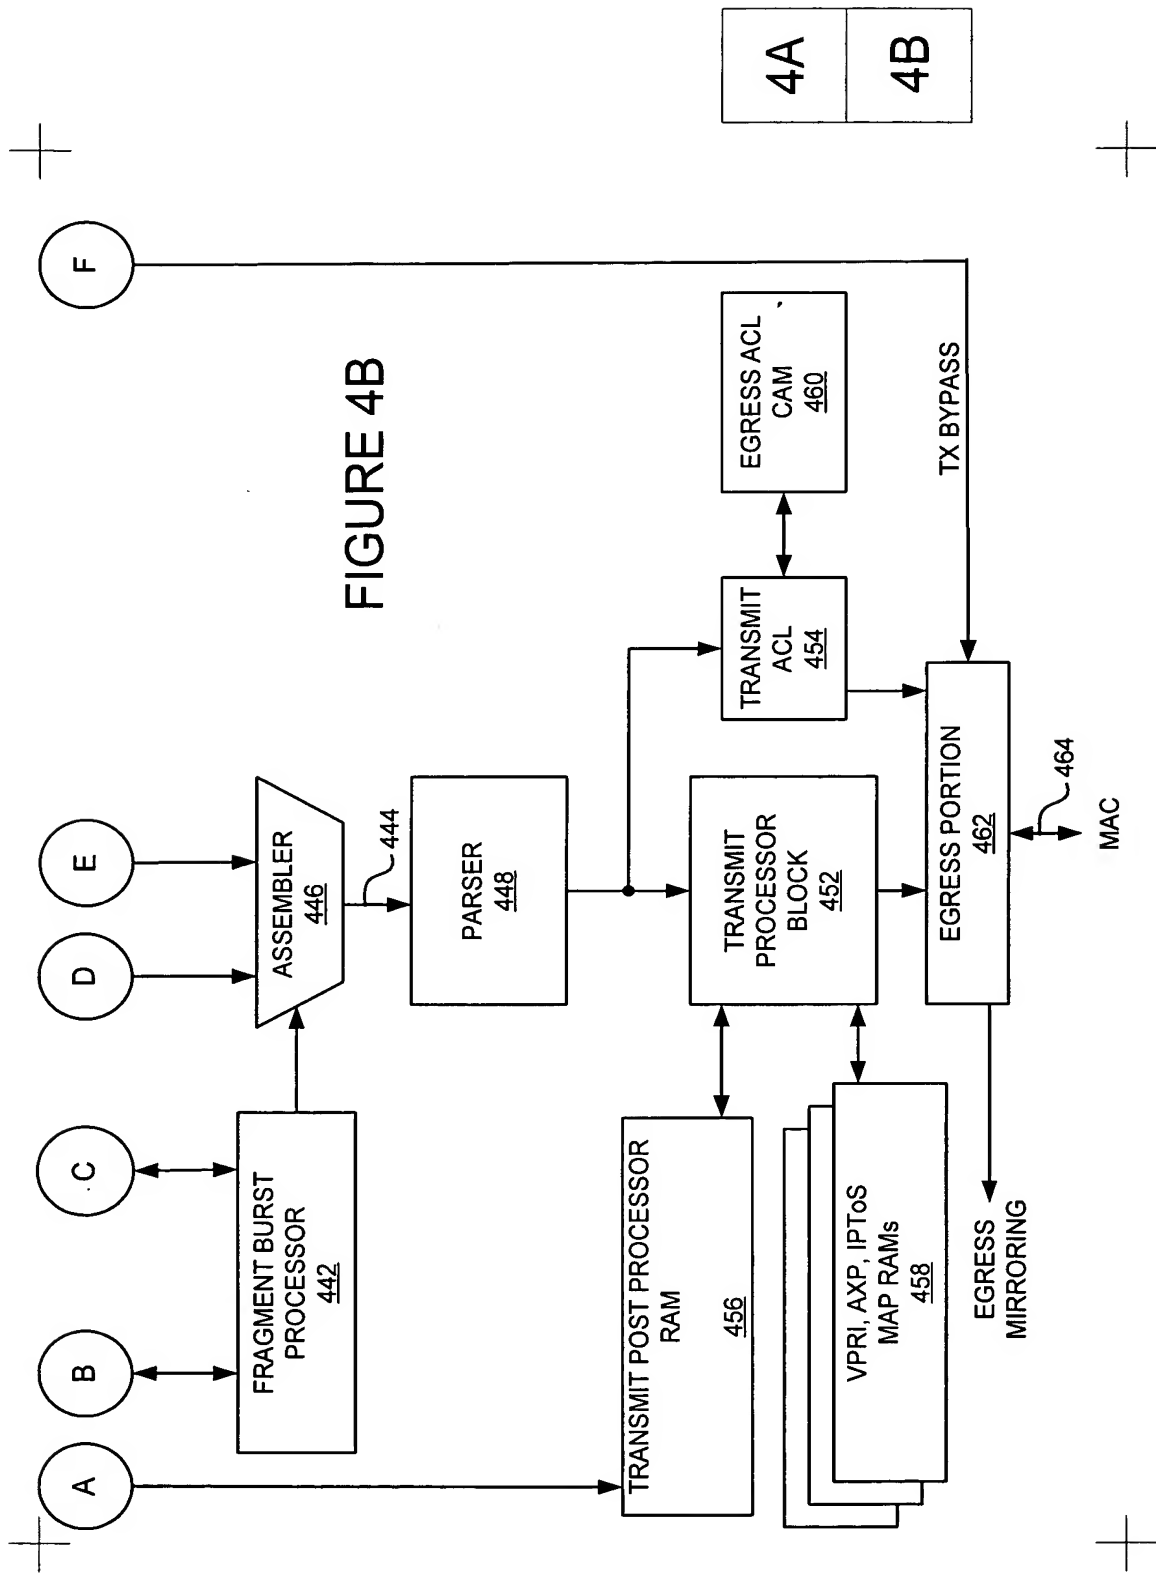 A
B
C
D
E
F
FIGURE 4B
FRAGMENT BURST
PROCESSOR
442
ASSEMBLER
446
444
PARSER
448
TRANSMIT POST PROCESSOR
RAM
456
TRANSMIT
PROCESSOR
BLOCK
452
TRANSMIT
ACL
454
EGRESS ACL
CAM
460
VPRI, AXP, IPToS
MAP RAMs
458
EGRESS PORTION
462
TX BYPASS
EGRESS
MIRRORING
464
MAC
4A
4B